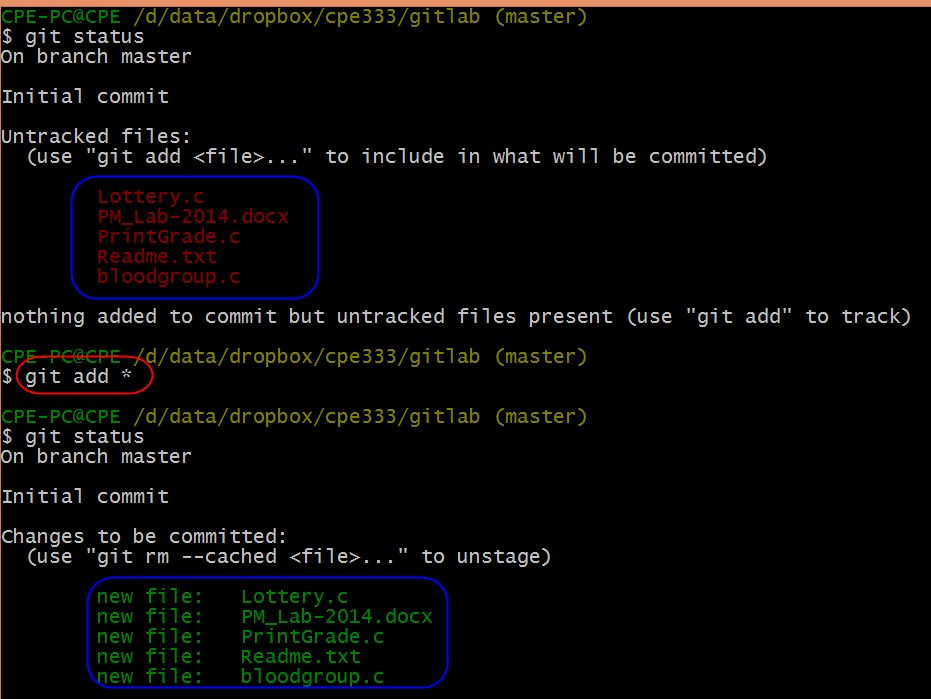 CPE-PC@CPE /d/data/dropbox/cpe333/gitlab (master)
$ git status
On branch master
Initial commit
Untracked files:
(use "git add <file>..." to include in what will be committed)
Lottery.c
PM_Lab-2014.docx
PrintGrade.c
Readme.txt
bloodgroup.c
nothing added to commit but untracked files present (use "git add" to track)
CPE-PC@CPE /d/data/dropbox/cpe333/gitlab (master)
$ git add *
CPE-PC@CPE /d/data/dropbox/cpe333/gitlab (master)
$ git status
On branch master
Initial commit
Changes to be committed:
(use "git rm --cached <file>..." to unstage)
new file:   Lottery.c
new file:   PM_Lab-2014.docx
new file:   PrintGrade.c
new file:   Readme.txt
new file:   bloodgroup.c